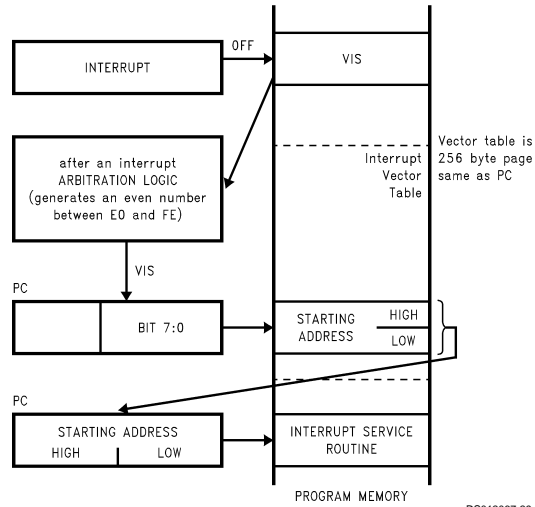 INTERRUPT
OFF
VIS
after an interrupt
ARBITRATION LOGIC
(generates an even number
between E0 and FE)
Interrupt
Vector
Table
Vector table is
256 byte page
same as PC
VIS
PC
BIT 7:0
STARTING
ADDRESS
HIGH
LOW
PC
STARTING ADDRESS
HIGH
LOW
INTERRUPT SERVICE
ROUTINE
PROGRAM MEMORY